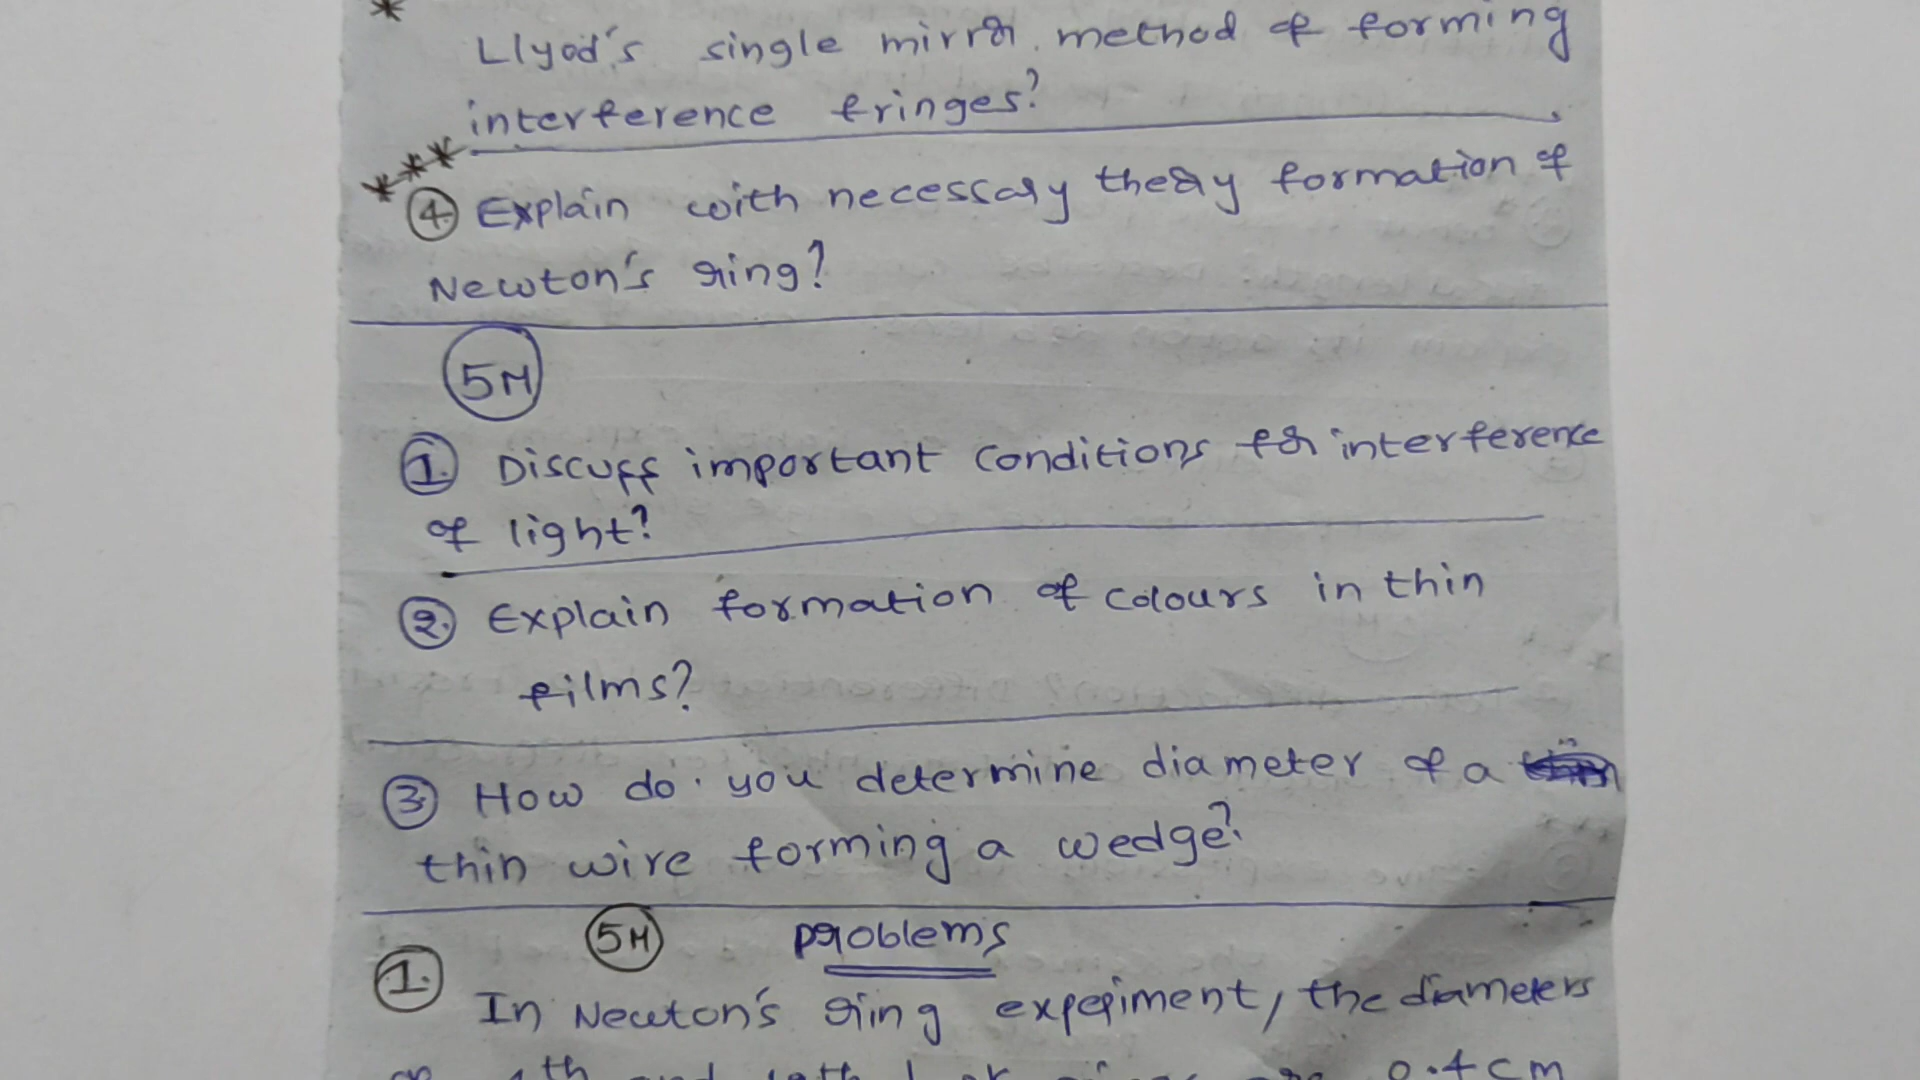 *
Llyod's single mirror method of forming
interference fringes?
***
④ Explain with necessary theory formation of
Newton's ring?
5M
① Discuss important conditions for interference
of light?
② Explain formation of colours in thin
films?
③ How do you determine diameter of a
thin wire forming a wedge?
5M problems
① In Newton's ring experiment, the diameters
0.4cm